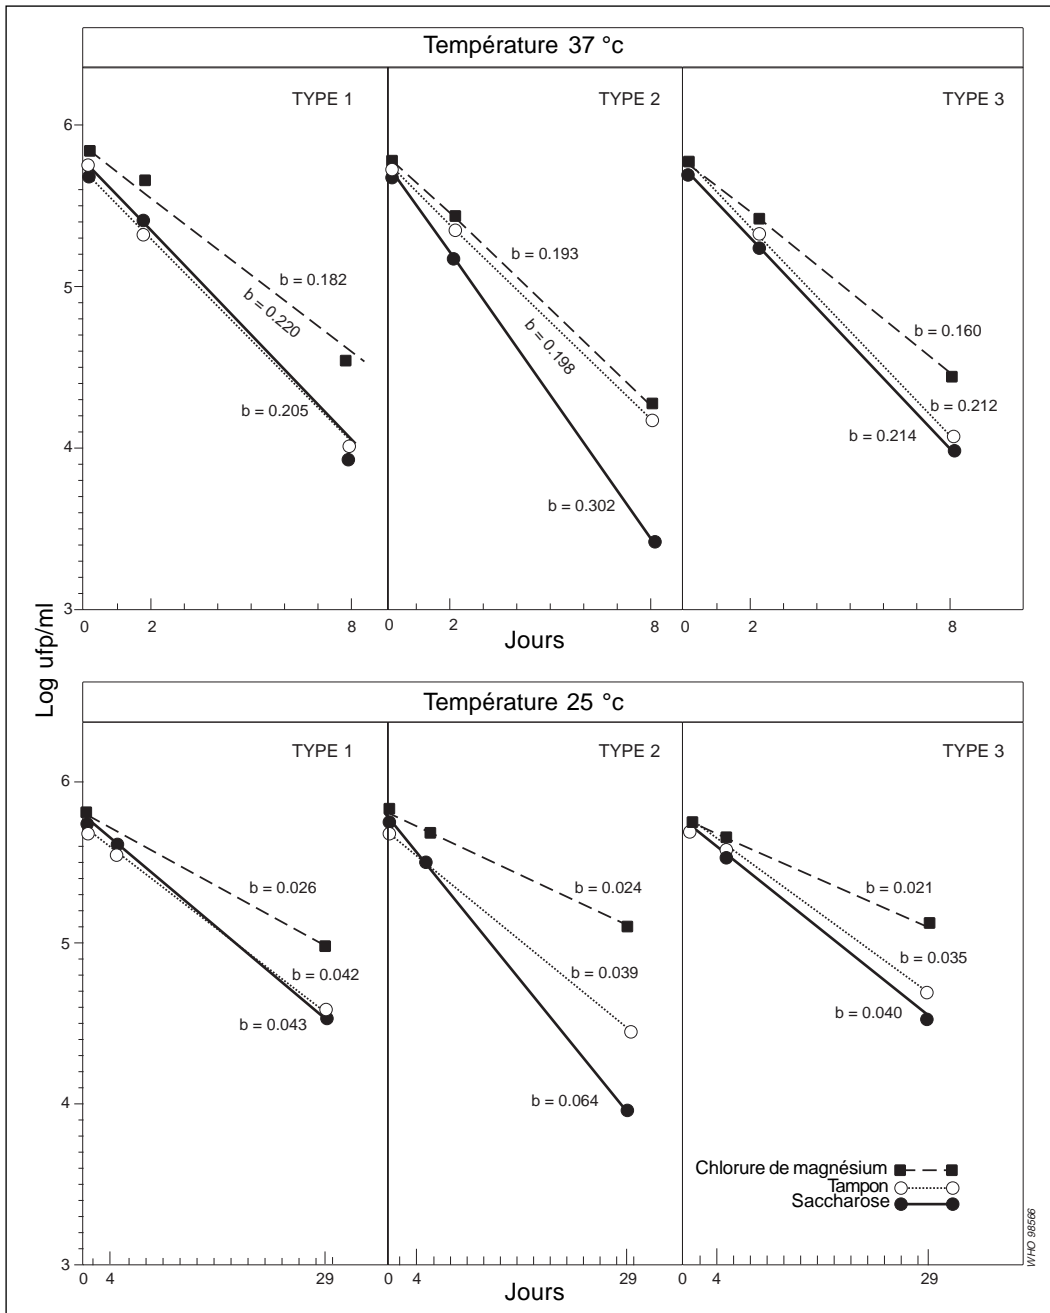 Température 37 °c
TYPE 1
TYPE 2
TYPE 3
6
5
4
3
b = 0.182
b = 0.220
b = 0.205
b = 0.193
b = 0.198
b = 0.302
b = 0.160
b = 0.212
b = 0.214
0 2 8
0 2 8
0 2 8
Jours
Log ufp/ml
Température 25 °c
TYPE 1
TYPE 2
TYPE 3
6
5
4
3
b = 0.026
b = 0.042
b = 0.043
b = 0.024
b = 0.039
b = 0.064
b = 0.021
b = 0.035
b = 0.040
Chlorure de magnésium
Tampon
Saccharose
0 4 29
0 4 29
0 4 29
Jours
WHO 98566